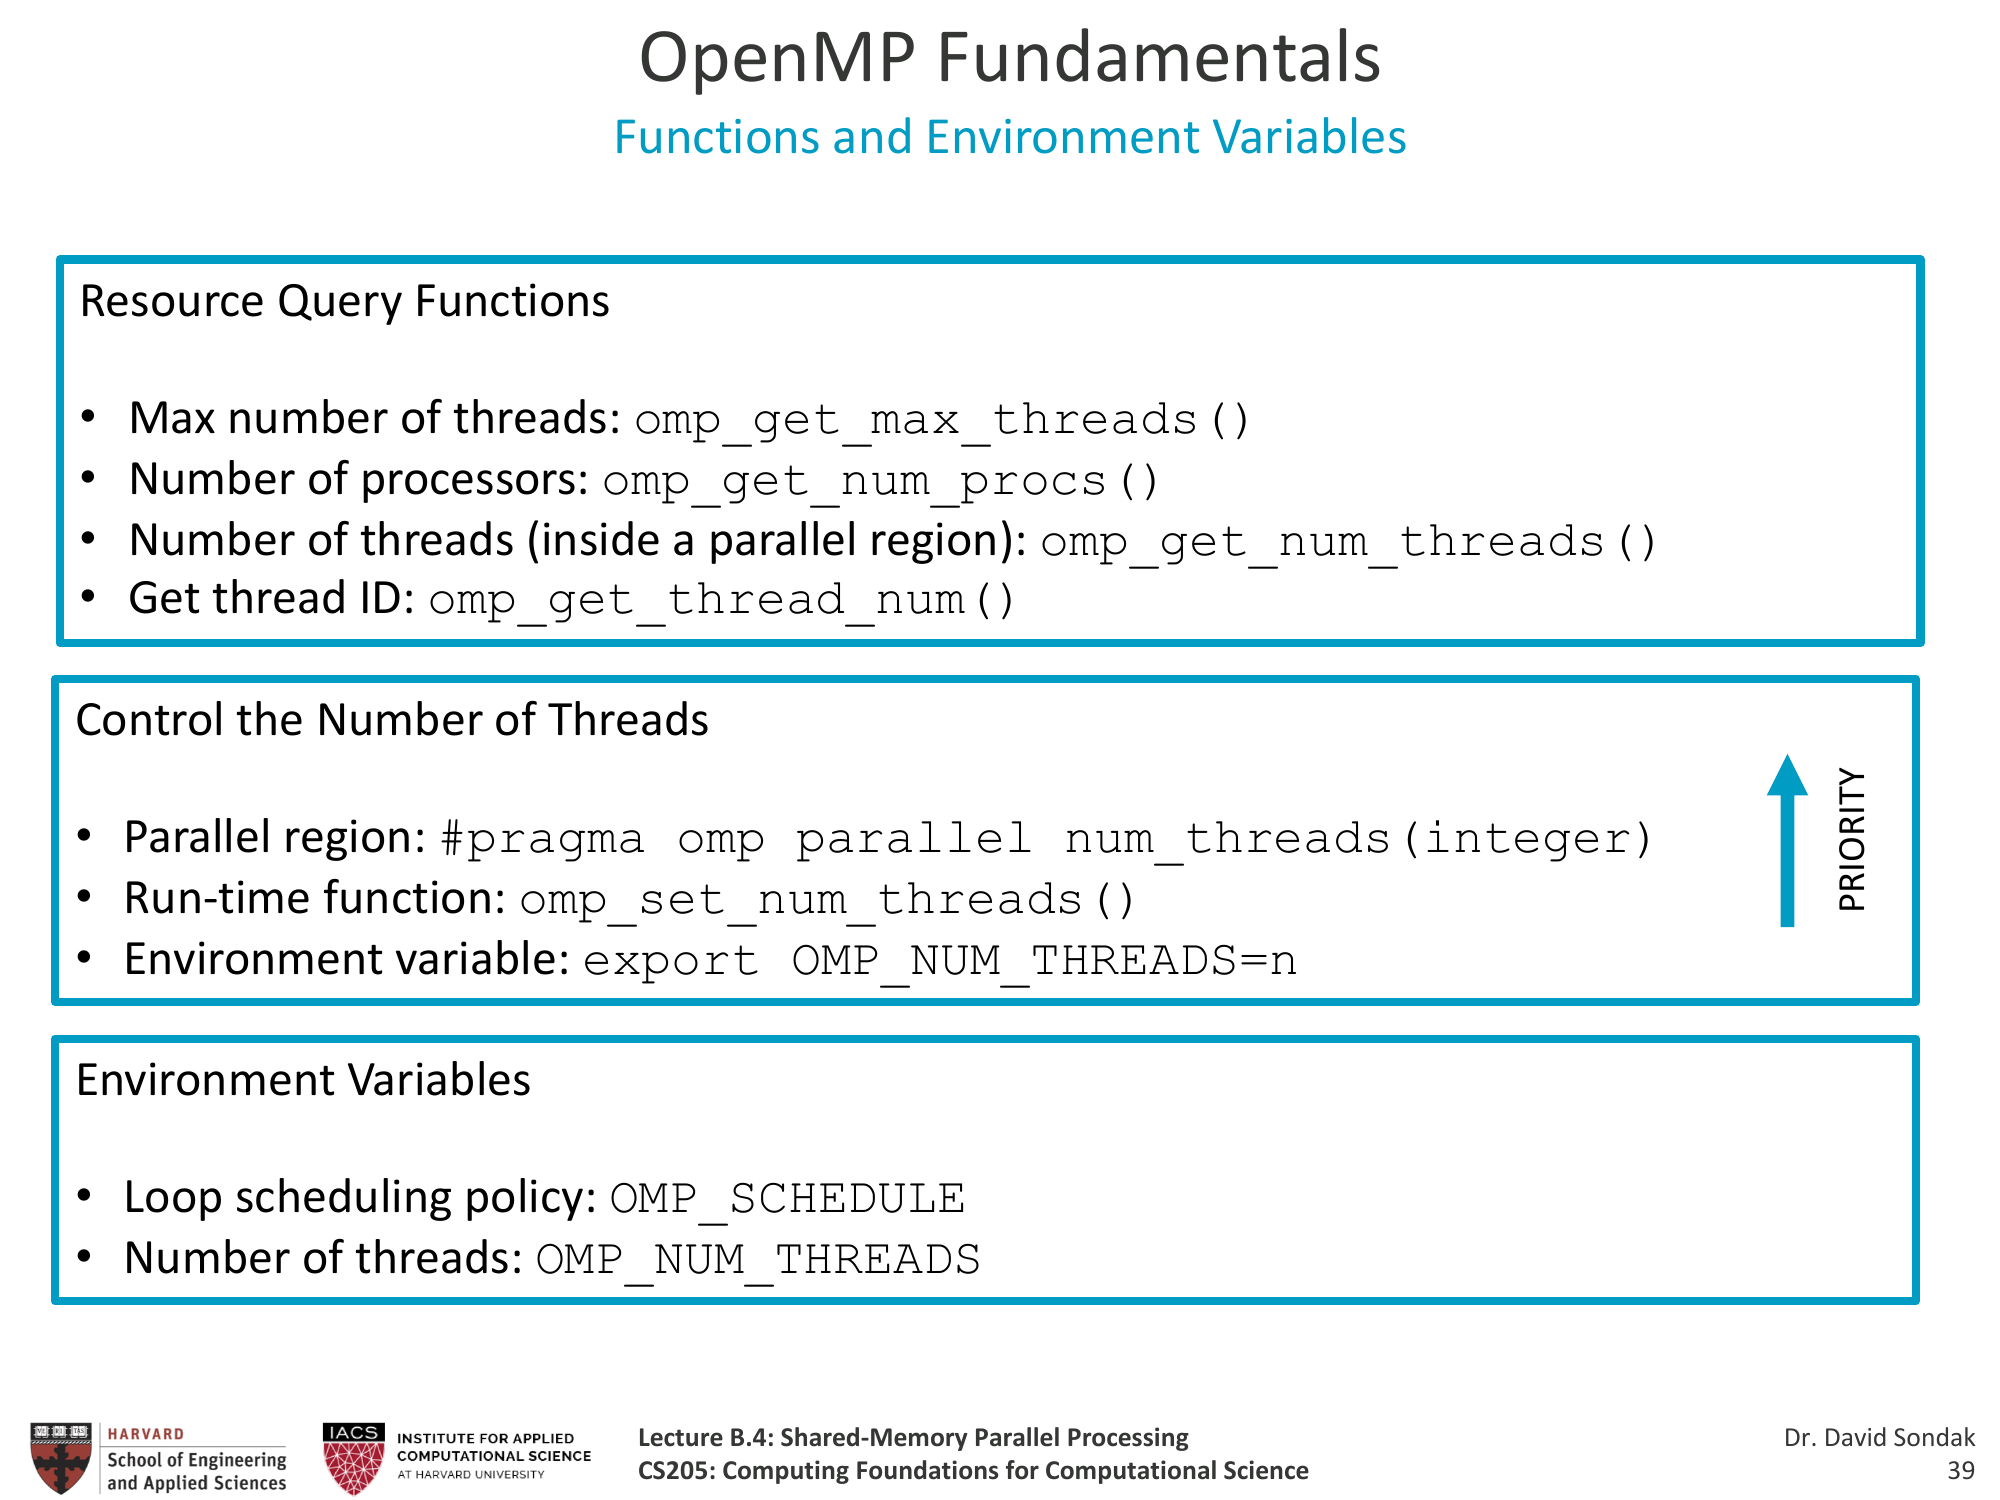 OpenMP Fundamentals
Functions and Environment Variables
Resource Query Functions
• Max number of threads: omp_get_max_threads()
• Number of processors: omp_get_num_procs()
• Number of threads (inside a parallel region): omp_get_num_threads()
• Get thread ID: omp_get_thread_num()
Control the Number of Threads
• Parallel region: #pragma omp parallel num_threads(integer)
• Run-time function: omp_set_num_threads()
• Environment variable: export OMP_NUM_THREADS=n
PRIORITY
Environment Variables
• Loop scheduling policy: OMP_SCHEDULE
• Number of threads: OMP_NUM_THREADS
HARVARD
School of Engineering
and Applied Sciences
IACS
INSTITUTE FOR APPLIED
COMPUTATIONAL SCIENCE
AT HARVARD UNIVERSITY
Lecture B.4: Shared-Memory Parallel Processing
CS205: Computing Foundations for Computational Science
Dr. David Sondak
39